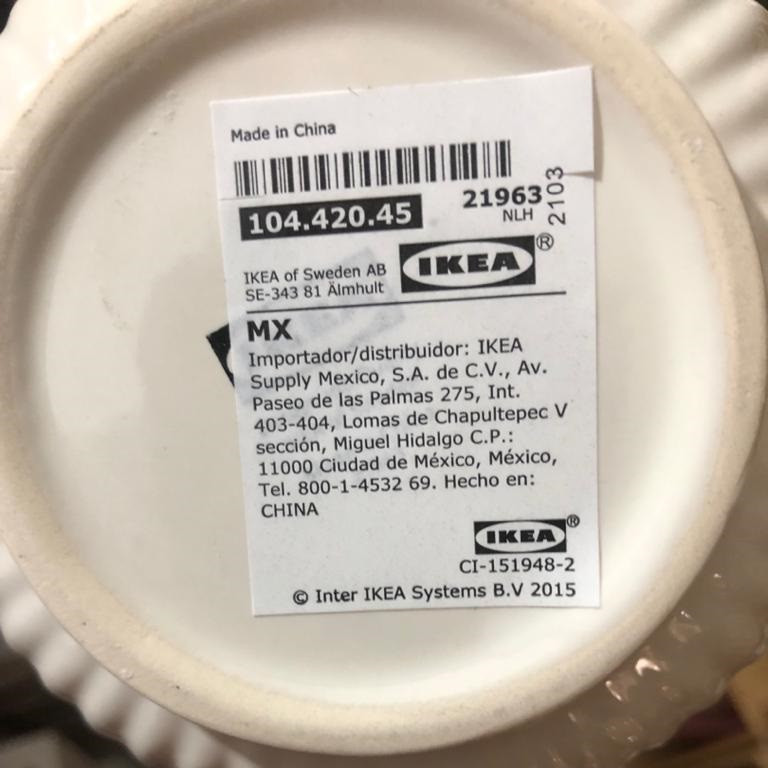 Made in China
104.420.45
21963
NLH
2103
IKEA of Sweden AB
SE-343 81 Älmhult
IKEA®
MX
Importador/distribuidor: IKEA
Supply Mexico, S.A. de C.V., Av.
Paseo de las Palmas 275, Int.
403-404, Lomas de Chapultepec V
sección, Miguel Hidalgo C.P.:
11000 Ciudad de México, México,
Tel. 800-1-4532 69. Hecho en:
CHINA
IKEA®
CI-151948-2
© Inter IKEA Systems B.V 2015